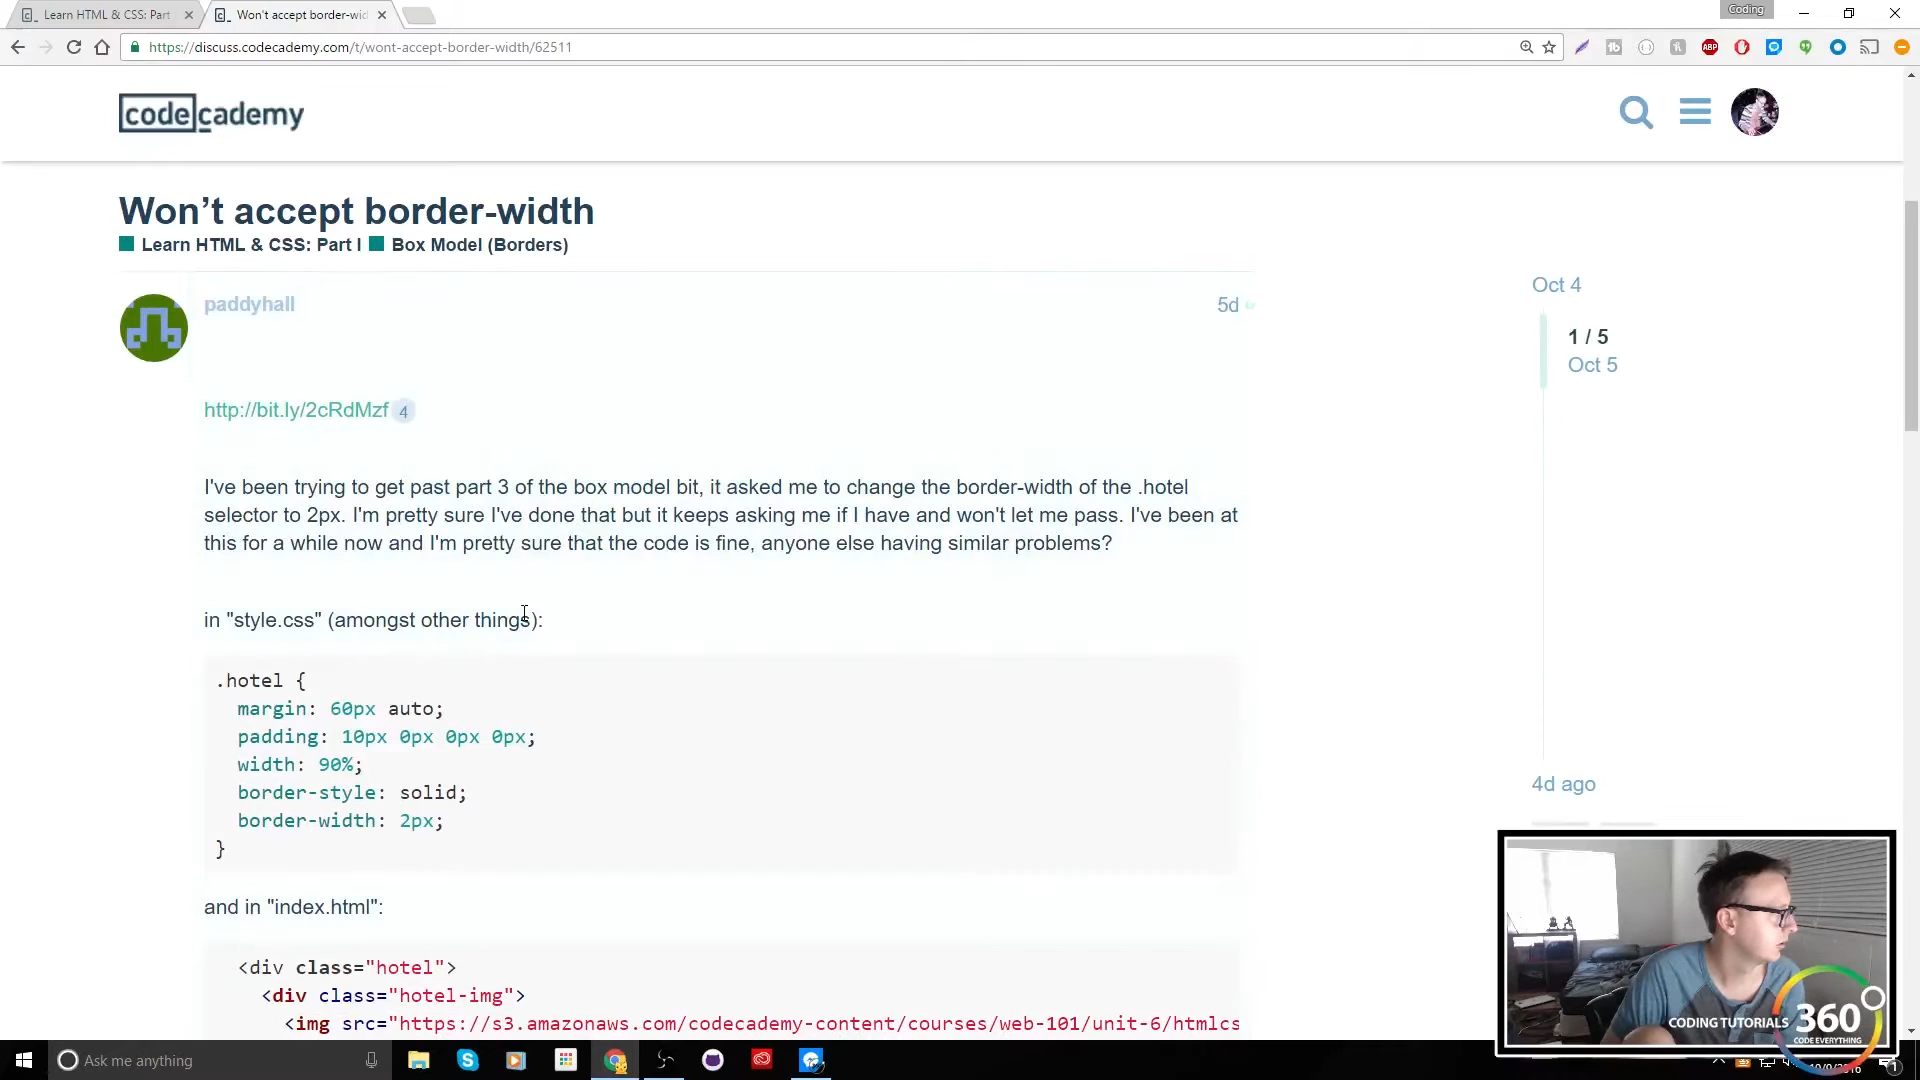 Learn HTML & CSS: Part
Won't accept border-wid
Coding
https://discuss.codecademy.com/t/wont-accept-border-width/62511
ABP
codecademy
Won't accept border-width
Learn HTML & CSS: Part I Box Model (Borders)
paddyhall
5d
Oct 4
1 / 5
Oct 5
http://bit.ly/2cRdMzf 4
I've been trying to get past part 3 of the box model bit, it asked me to change the border-width of the .hotel
selector to 2px. I'm pretty sure I've done that but it keeps asking me if I have and won't let me pass. I've been at
this for a while now and I'm pretty sure that the code is fine, anyone else having similar problems?
in "style.css" (amongst other things):
.hotel {
margin: 60px auto;
padding: 10px 0px 0px 0px;
width: 90%;
border-style: solid;
border-width: 2px;
}
4d ago
and in "index.html":
<div class="hotel">
<div class="hotel-img">
<img src="https://s3.amazonaws.com/codecademy-content/courses/web-101/unit-6/htmlcs
CODING TUTORIALS 360
CODE EVERYTHING
Ask me anything